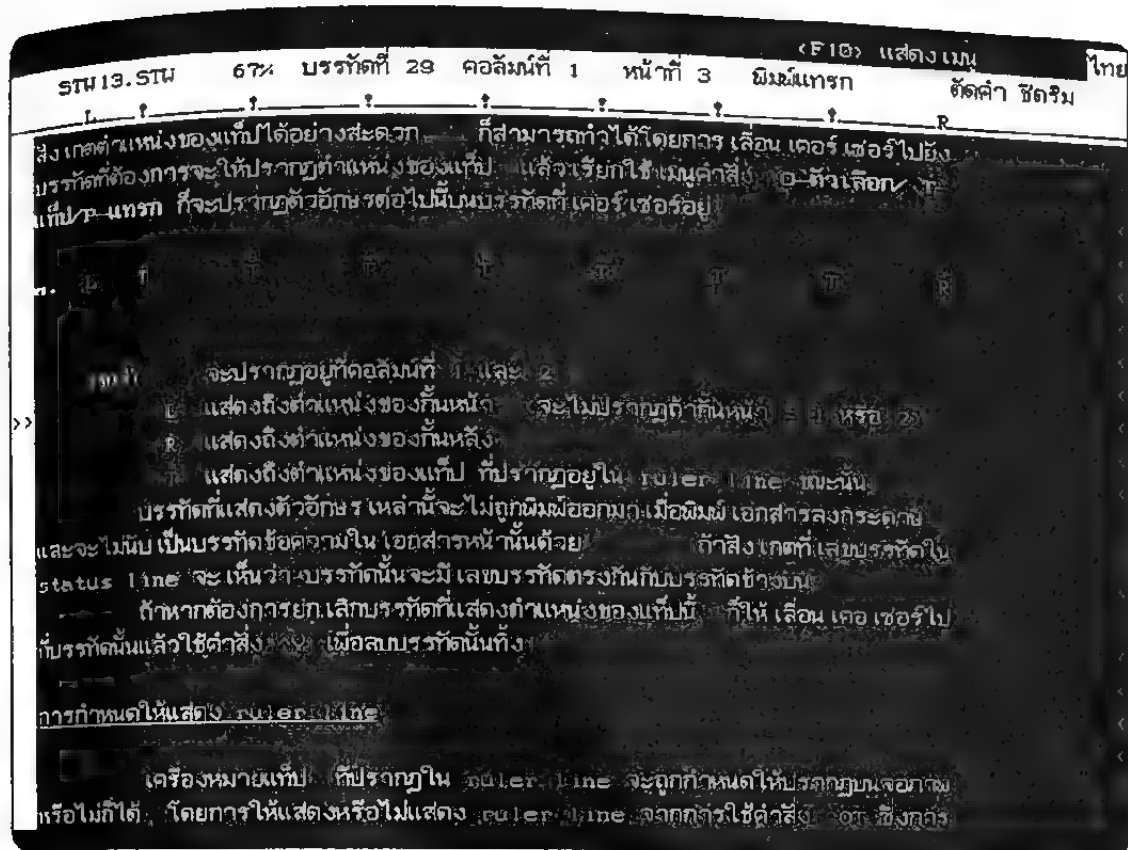 <F10> แสดงเมนู
STW13.STW 67% บรรทัดที่ 29 คอลัมน์ที่ 1 หน้าที่ 3 พิมพ์แทรก ตัดคำ ชิดริม ไทย
L R
สังเกตตำแหน่งของแท็ปได้อย่างสะดวก ก็สามารถทำได้โดยการเลื่อนเคอร์เซอร์ไปยัง
บรรทัดที่ต้องการจะให้ปรากฏตำแหน่งของแท็ป แล้วเรียกใช้เมนูคำสั่ง O-ตัวเลือก/ T-
แท็ป/P-แทรก ก็จะปรากฏตัวอักษรต่อไปนี้บนบรรทัดที่เคอร์เซอร์อยู่
L T T T T T T T R
จะปรากฏอยู่ที่คอลัมน์ที่ 1 และ 2
L แสดงถึงตำแหน่งของกั้นหน้า จะไม่ปรากฏถ้ากั้นหน้า = 1 หรือ 2
>>
R แสดงถึงตำแหน่งของกั้นหลัง
แสดงถึงตำแหน่งของแท็ป ที่ปรากฏอยู่ใน ruler line ขณะนั้น
บรรทัดที่แสดงตัวอักษรเหล่านี้จะไม่ถูกพิมพ์ออกมาเมื่อพิมพ์เอกสารลงกระดาษ
และจะไม่นับเป็นบรรทัดข้อความในเอกสารหน้านั้นด้วย ถ้าสังเกตที่เลขบรรทัดใน
status line จะเห็นว่า บรรทัดนั้นจะมีเลขบรรทัดตรงกันกับบรรทัดข้างบน
ถ้าหากต้องการยกเลิกบรรทัดที่แสดงตำแหน่งของแท็ปนี้ ก็ให้เลื่อนเคอเซอร์ไป
ที่บรรทัดนั้นแล้วใช้คำสั่ง เพื่อลบบรรทัดนั้นทิ้ง
การกำหนดให้แสดง ruler line
เครื่องหมายแท็ป ที่ปรากฏใน ruler line จะถูกกำหนดให้ปรากฏบนจอภาพ
หรือไม่ก็ได้ โดยการให้แสดงหรือไม่แสดง ruler line จากการใช้คำสั่ง ซึ่งการ